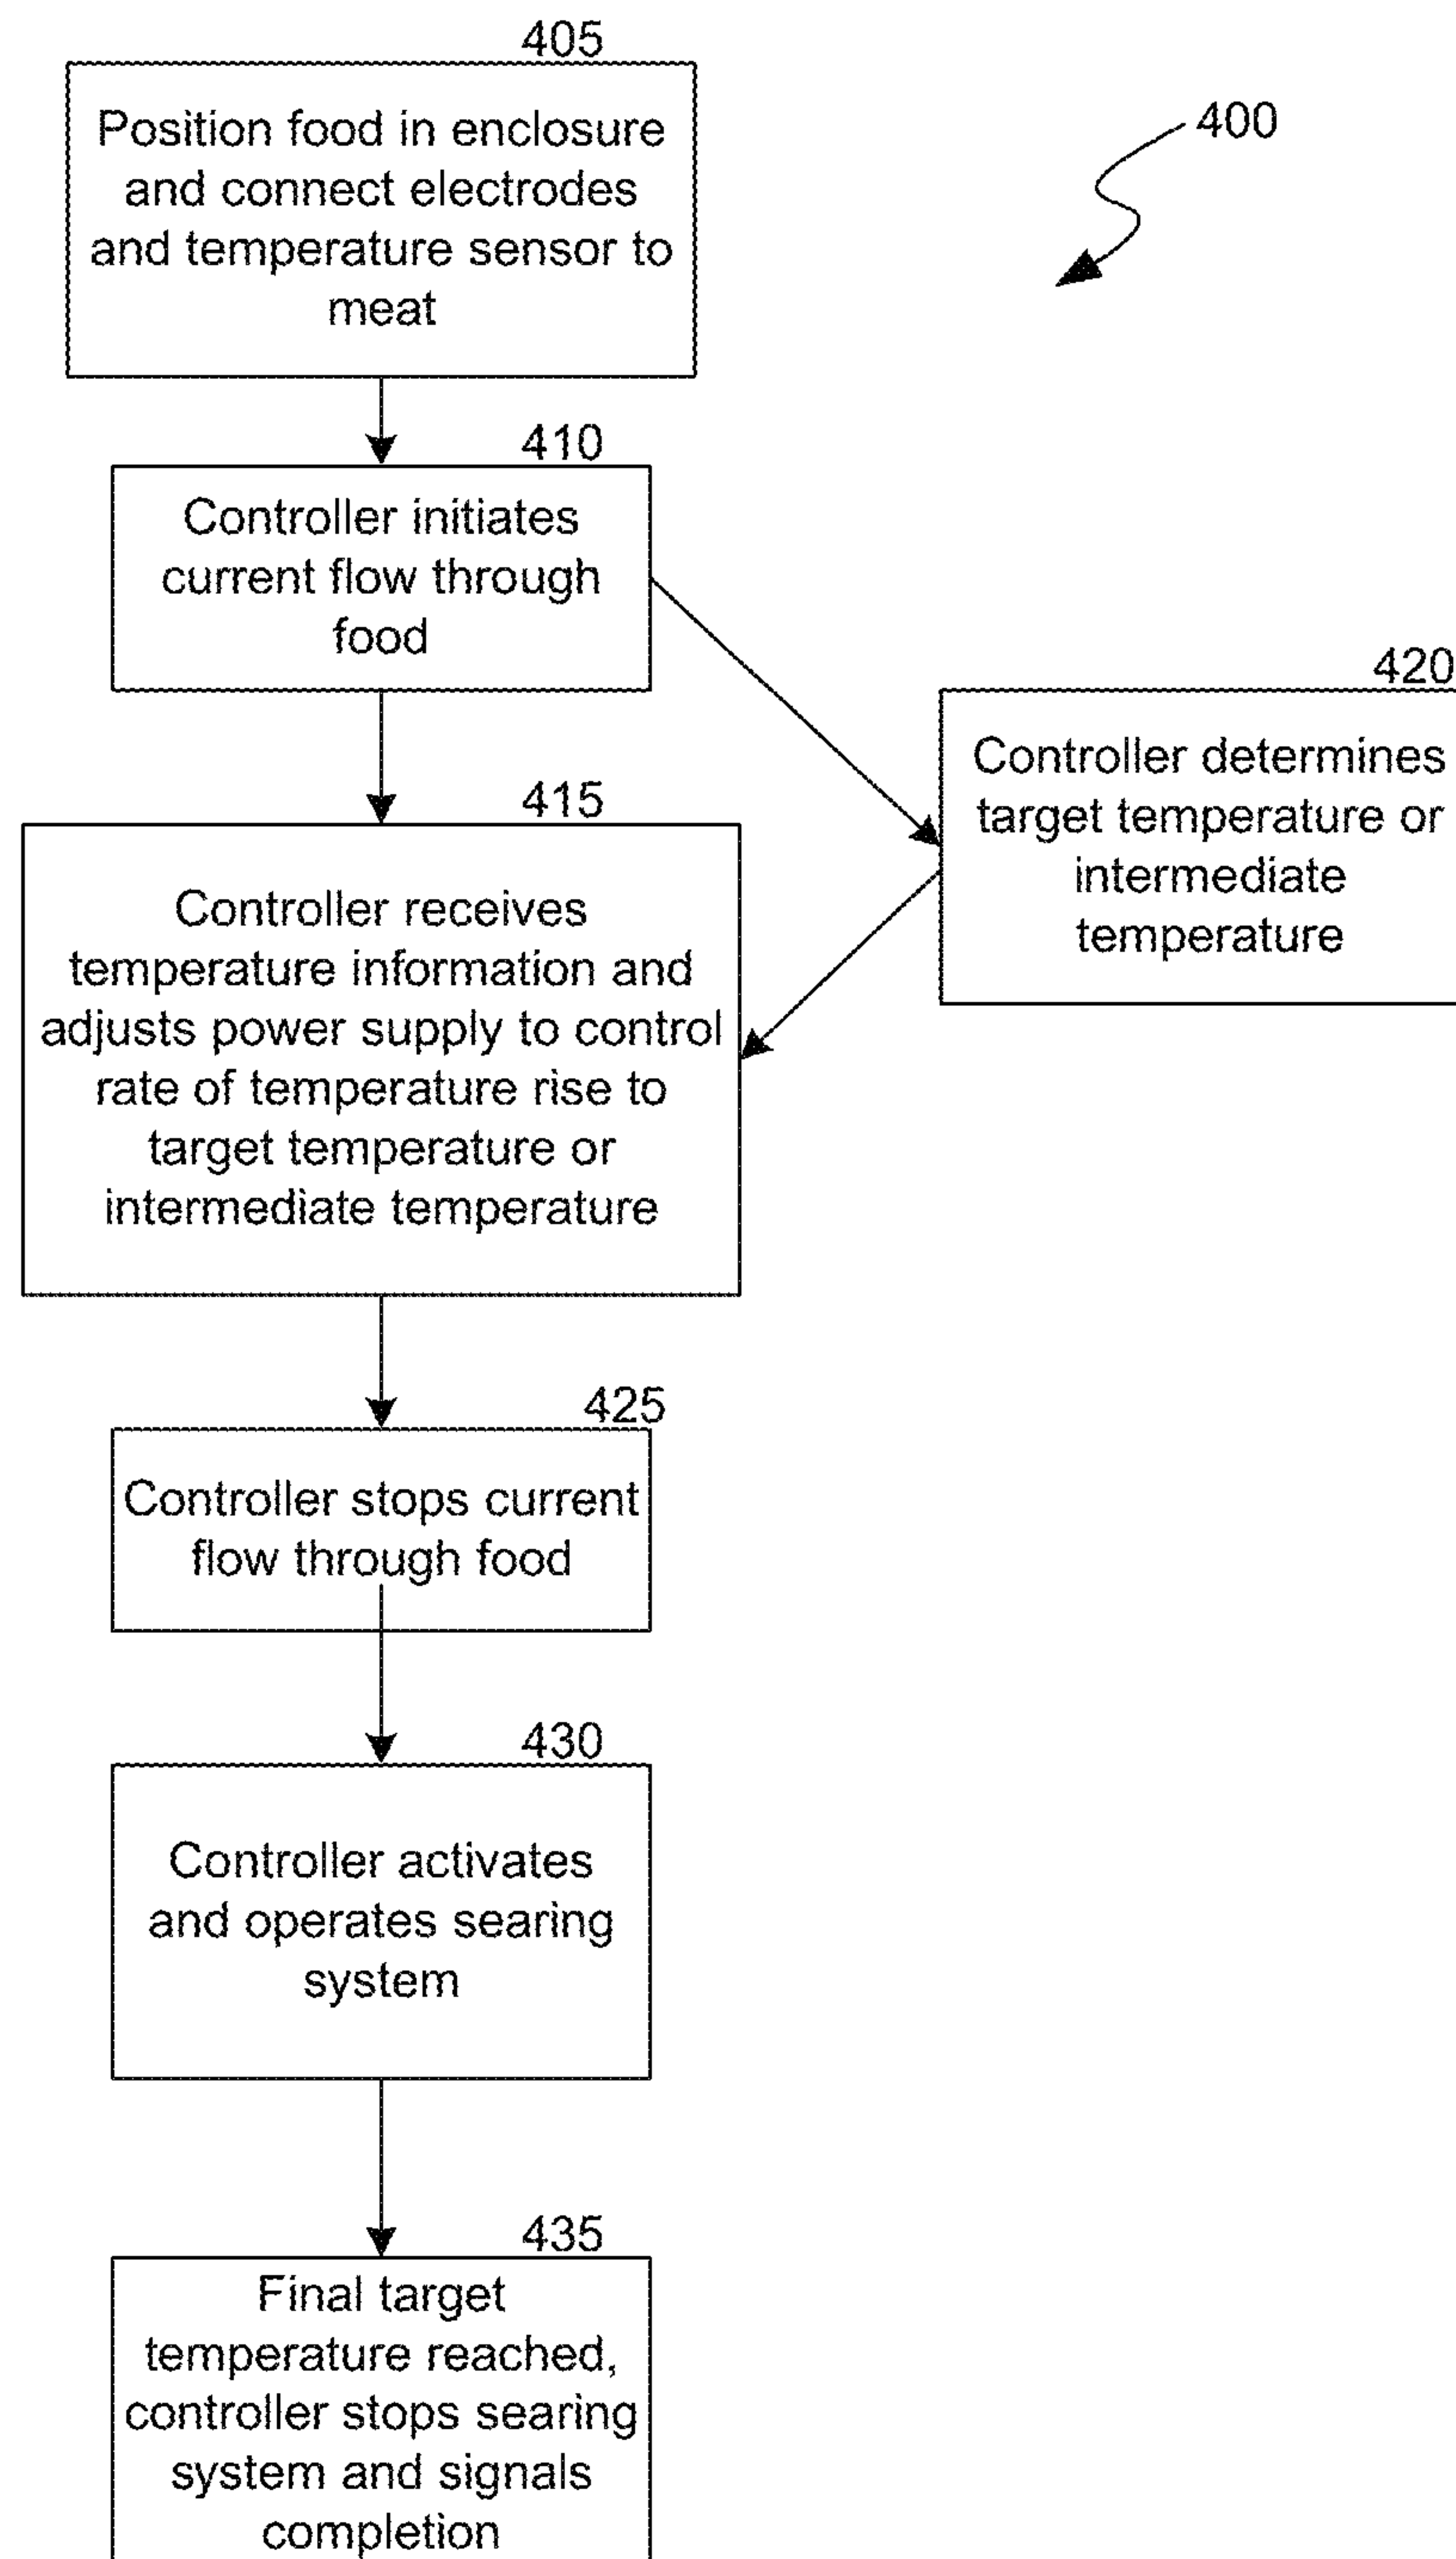 405
Position food in enclosure
and connect electrodes
and temperature sensor to
meat
400
410
Controller initiates
current flow through
food
420
Controller determines
target temperature or
intermediate
temperature
415
Controller receives
temperature information and
adjusts power supply to control
rate of temperature rise to
target temperature or
intermediate temperature
425
Controller stops current
flow through food
430
Controller activates
and operates searing
system
435
Final target
temperature reached,
controller stops searing
system and signals
completion